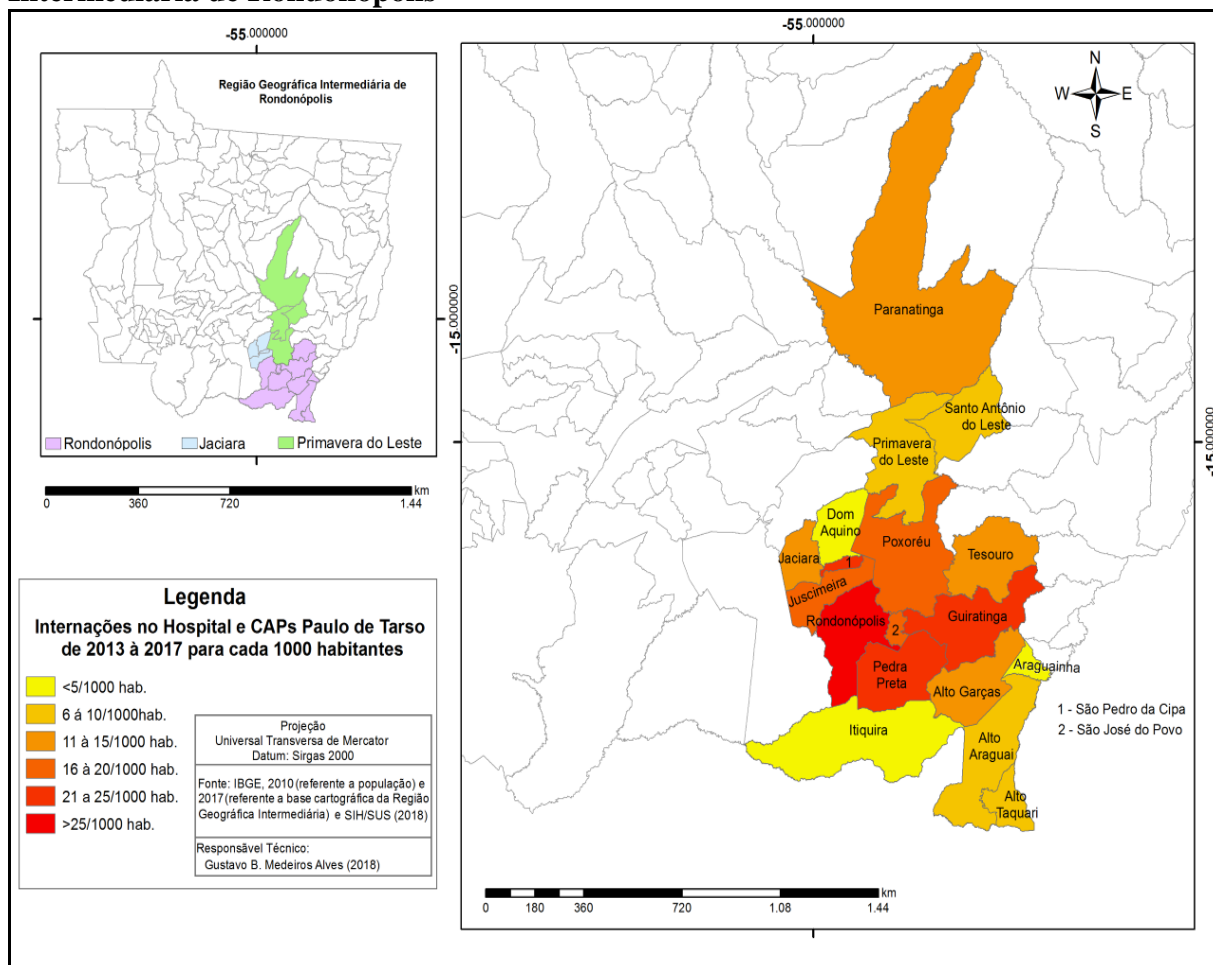 Intermediária de Rondonópolis
-55.000000
Região Geográfica Intermediária de
Rondonópolis
-15.000000
Rondonópolis
Jaciara
Primavera do Leste
-55.000000
km
0 360 720 1.44
Legenda
Internações no Hospital e CAPs Paulo de Tarso
de 2013 à 2017 para cada 1000 habitantes
<5/1000 hab.
6 á 10/1000hab.
11 à 15/1000 hab.
16 à 20/1000 hab.
21 a 25/1000 hab.
>25/1000 hab.
Projeção
Universal Transversa de Mercator
Datum: Sirgas 2000
Fonte: IBGE, 2010 (referente a população) e
2017(referente a base cartográfica da Região
Geográfica Intermediária) e SIH/SUS (2018)
Responsável Técnico:
Gustavo B. Medeiros Alves (2018)
-55.000000
N
W E
S
Paranatinga
Santo Antônio
do Leste
Primavera
do Leste
-15.000000
Dom
Aquino
Poxoréu
Jaciara
1
Tesouro
Juscimeira
Rondonópolis
2
Guiratinga
Pedra
Preta
Araguainha
Alto Garças
Itiquira
Alto
Araguai
Alto
Taquari
1 - São Pedro da Cipa
2 - São José do Povo
km
0 180 360 720 1.08 1.44
-55.000000